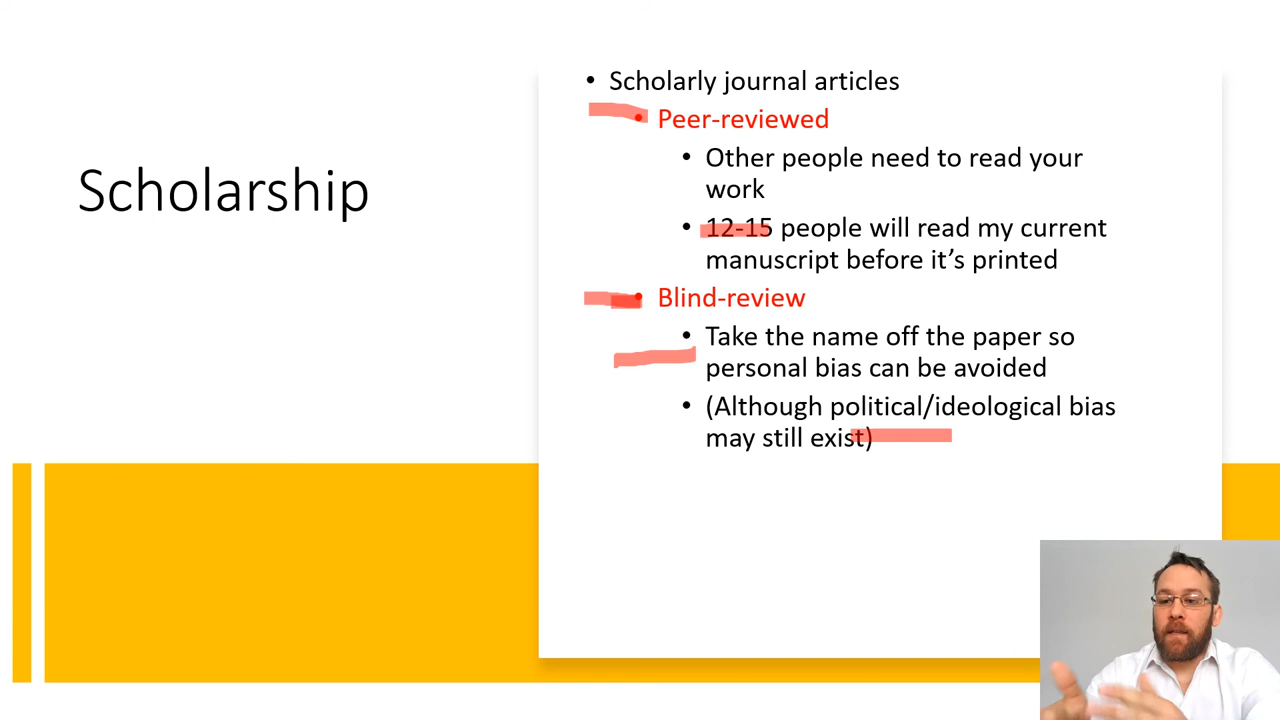 Scholarship
• Scholarly journal articles
• Peer-reviewed
• Other people need to read your
work
• 12-15 people will read my current
manuscript before it’s printed
• Blind-review
• Take the name off the paper so
personal bias can be avoided
• (Although political/ideological bias
may still exist)